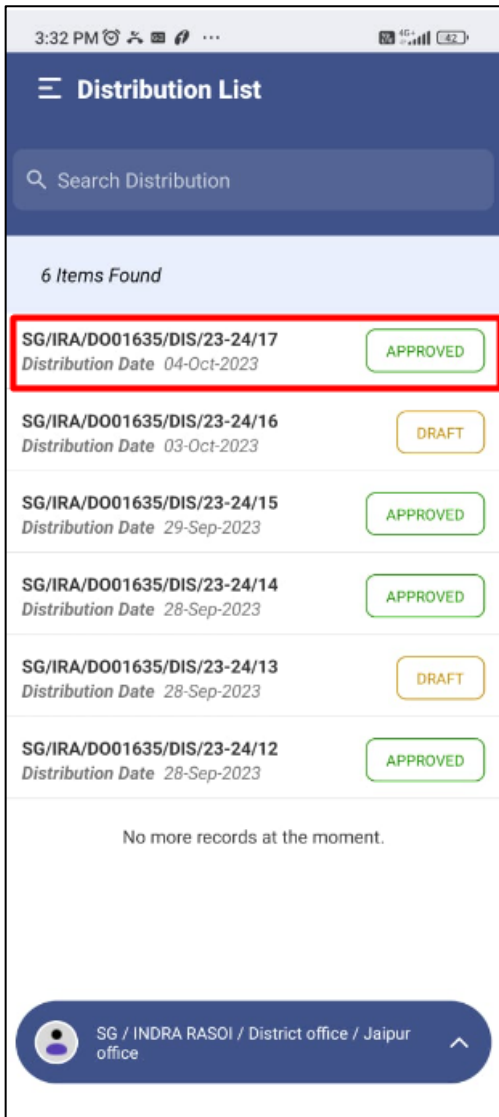 3:32 PM
42
Distribution List
Search Distribution
6 Items Found
SG/IRA/DO01635/DIS/23-24/17
APPROVED
Distribution Date 04-Oct-2023
SG/IRA/DO01635/DIS/23-24/16
DRAFT
Distribution Date 03-Oct-2023
SG/IRA/DO01635/DIS/23-24/15
APPROVED
Distribution Date 29-Sep-2023
SG/IRA/DO01635/DIS/23-24/14
APPROVED
Distribution Date 28-Sep-2023
SG/IRA/DO01635/DIS/23-24/13
DRAFT
Distribution Date 28-Sep-2023
SG/IRA/DO01635/DIS/23-24/12
APPROVED
Distribution Date 28-Sep-2023
No more records at the moment.
SG / INDRA RASOI / District office / Jaipur
office